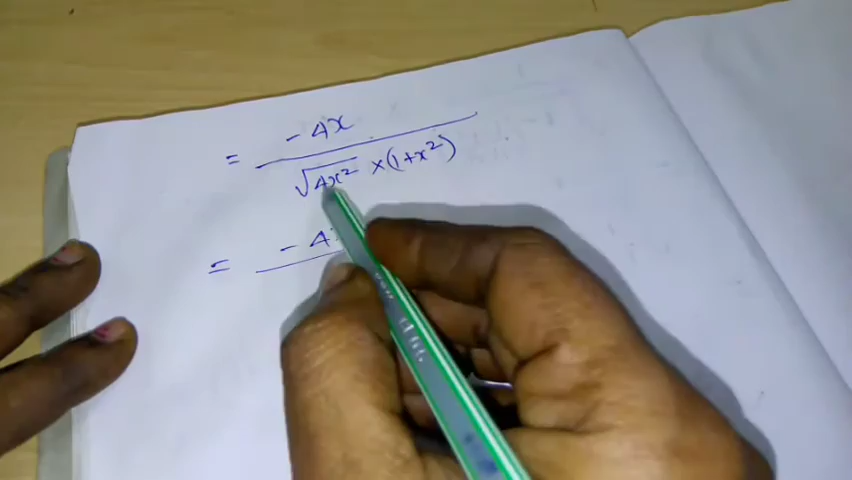 = -4x / √4x² ×(1+x²)
= -4